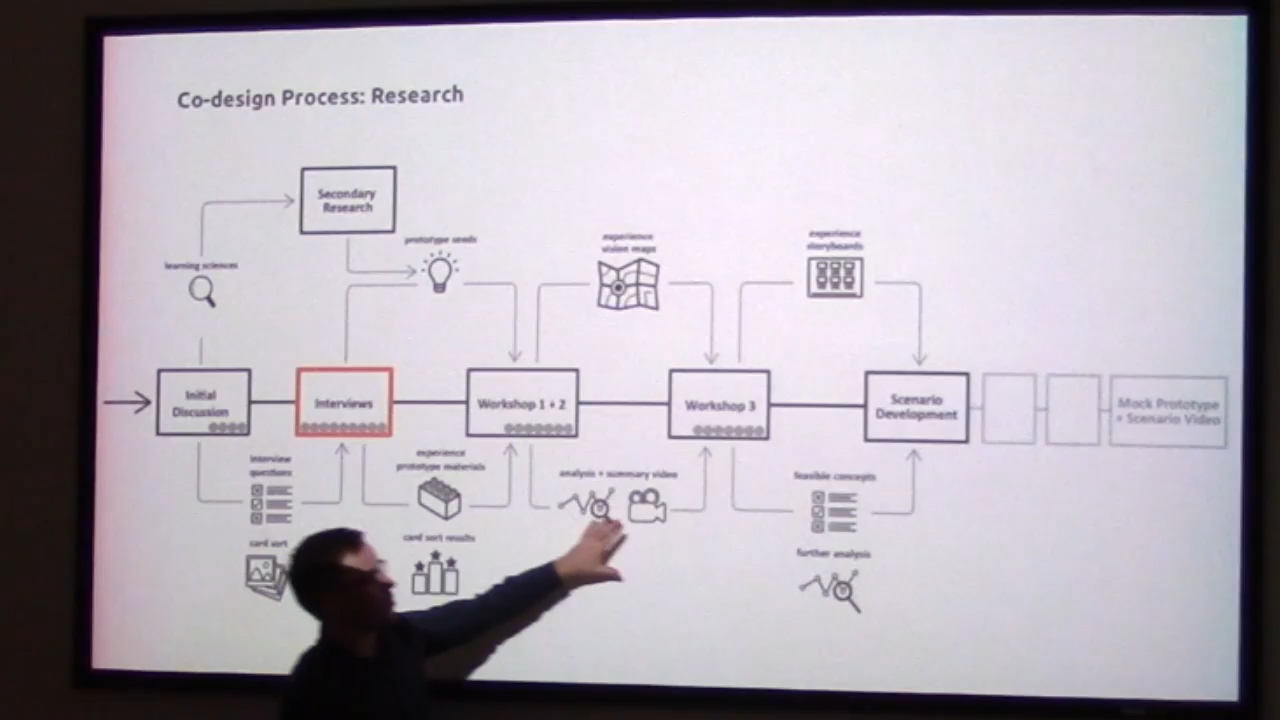 Co-design Process: Research
Secondary
Research
learning sciences
prototype seeds
experience
vision maps
experience
storyboards
Initial
Discussion
Interviews
Workshop 1 + 2
Workshop 3
Scenario
Development
Mock Prototype
+ Scenario Video
interview
questions
experience
prototype materials
analysis + summary video
feasible concepts
card sort
card sort results
further analysis